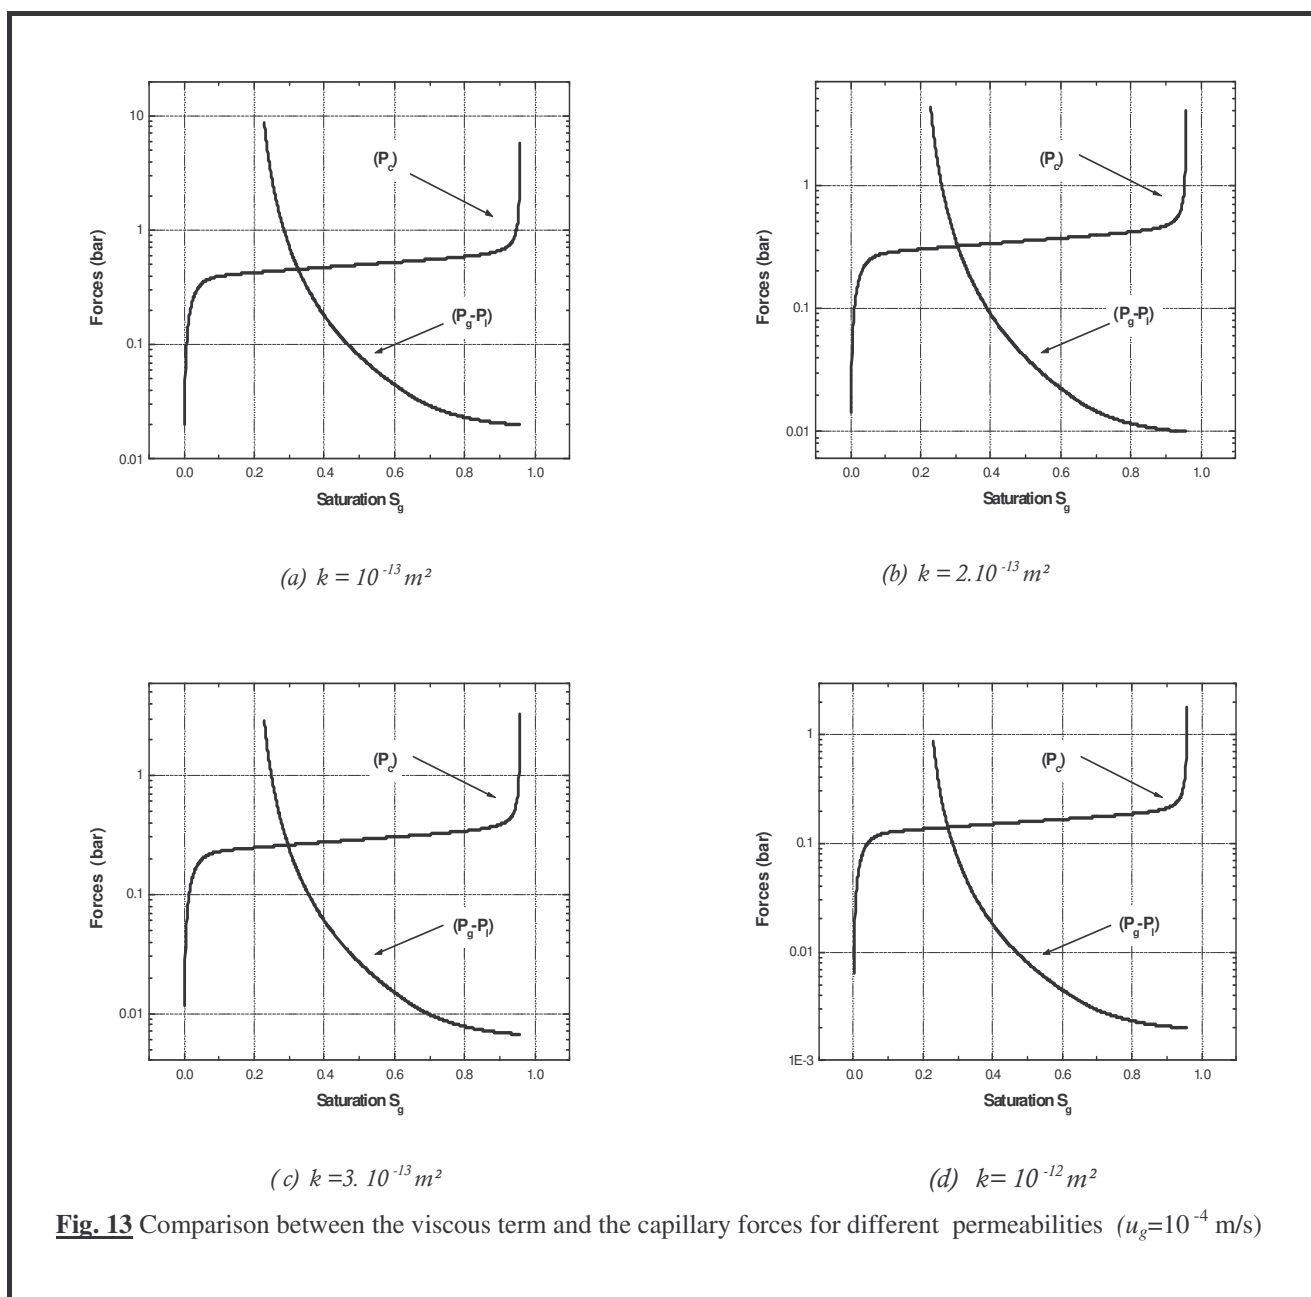 10
1
0.1
0.01
Forces (bar)
(P_c)
(P_g-P_l)
0.0 0.2 0.4 0.6 0.8 1.0
Saturation S_g
(a) k = 10^-13 m²
1
0.1
0.01
Forces (bar)
(P_c)
(P_g-P_l)
0.0 0.2 0.4 0.6 0.8 1.0
Saturation S_g
(b) k = 2.10^-13 m²
1
0.1
0.01
Forces (bar)
(P_c)
(P_g-P_l)
0.0 0.2 0.4 0.6 0.8 1.0
Saturation S_g
(c) k =3. 10^-13 m²
1
0.1
0.01
1E-3
Forces (bar)
(P_c)
(P_g-P_l)
0.0 0.2 0.4 0.6 0.8 1.0
Saturation S_g
(d) k= 10^-12 m²
Fig. 13 Comparison between the viscous term and the capillary forces for different permeabilities (u_g=10^-4 m/s)